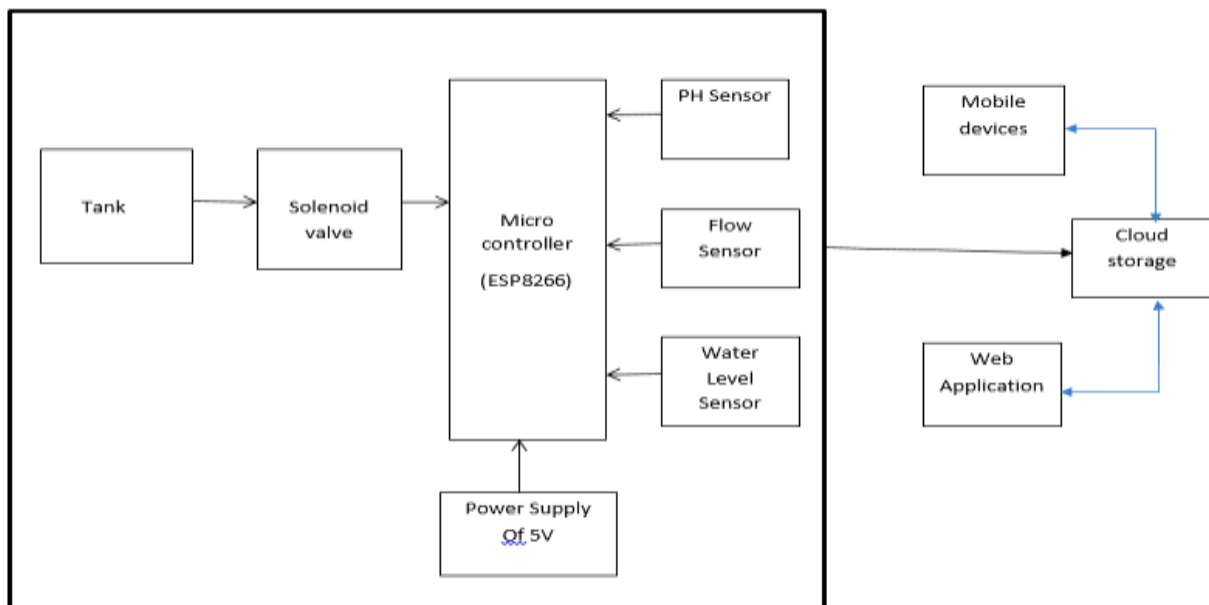 Tank
Solenoid
valve
Micro
controller
(ESP8266)
PH Sensor
Flow
Sensor
Water
Level
Sensor
Power Supply
Of 5V
Mobile
devices
Cloud
storage
Web
Application